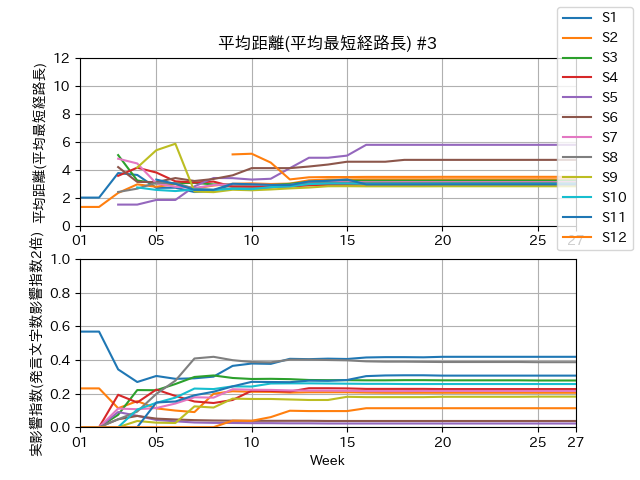 平均距離(平均最短経路長) #3
S1
S2
S3
S4
S5
S6
S7
S8
S9
S10
S11
S12
平均距離(平均最短経路長)
12
10
8
6
4
2
0
01 05 10 15 20 25 27
実影響指数(発言文字数影響指数2倍)
1.0
0.8
0.6
0.4
0.2
0.0
01 05 10 15 20 25 27
Week